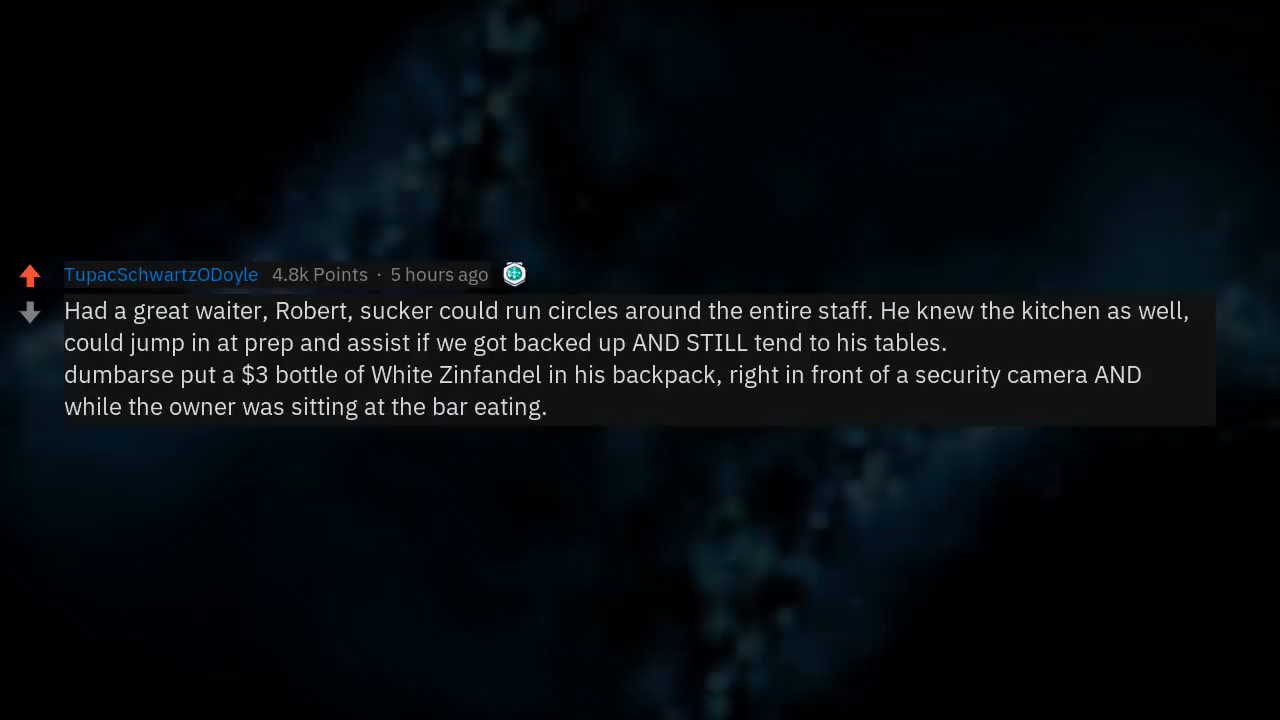 TupacSchwartzODoyle 4.8k Points · 5 hours ago
Had a great waiter, Robert, sucker could run circles around the entire staff. He knew the kitchen as well,
could jump in at prep and assist if we got backed up AND STILL tend to his tables.
dumbarse put a $3 bottle of White Zinfandel in his backpack, right in front of a security camera AND
while the owner was sitting at the bar eating.